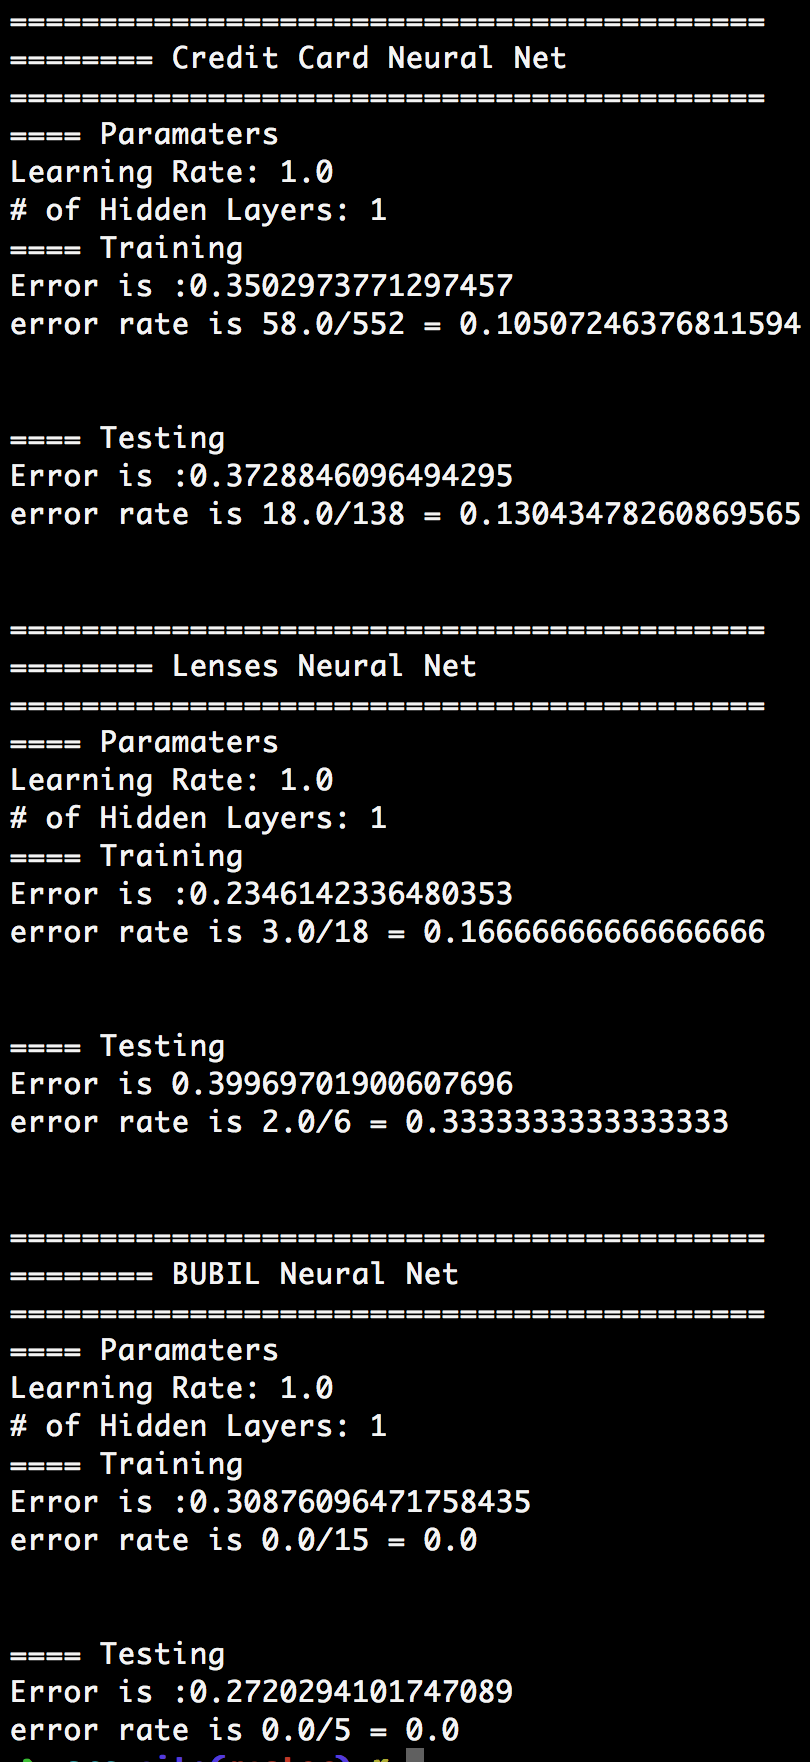 ==========================================
======== Credit Card Neural Net
==========================================
==== Paramaters
Learning Rate: 1.0
# of Hidden Layers: 1
==== Training
Error is :0.3502973771297457
error rate is 58.0/552 = 0.10507246376811594
==== Testing
Error is :0.3728846096494295
error rate is 18.0/138 = 0.13043478260869565
==========================================
======== Lenses Neural Net
==========================================
==== Paramaters
Learning Rate: 1.0
# of Hidden Layers: 1
==== Training
Error is :0.2346142336480353
error rate is 3.0/18 = 0.16666666666666666
==== Testing
Error is 0.39969701900607696
error rate is 2.0/6 = 0.3333333333333333
==========================================
======== BUBIL Neural Net
==========================================
==== Paramaters
Learning Rate: 1.0
# of Hidden Layers: 1
==== Training
Error is :0.30876096471758435
error rate is 0.0/15 = 0.0
==== Testing
Error is :0.2720294101747089
error rate is 0.0/5 = 0.0